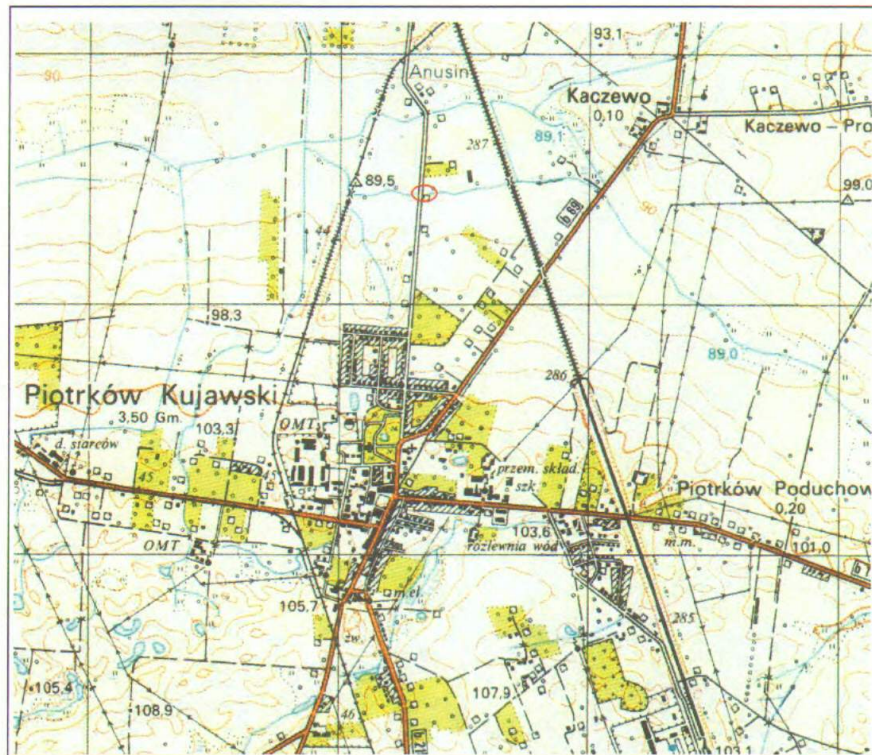 93,1
90
Anusin
Kaczewo
0,10
Kaczewo – Pro
287
89,1
89,5
99,0
b 69
90
44
98.3
89,0
286
Piotrków Kujawski
3,50 Gm.
103.3
OMT
d. starców
przem. skład.
szk
45
Piotrków Poduchow
0,20
103.6
m.m.
OMT
rozlewnia wód
101,0
b
m.el.
105.7
285
zw.
107,9
105,4
108,9
46
b